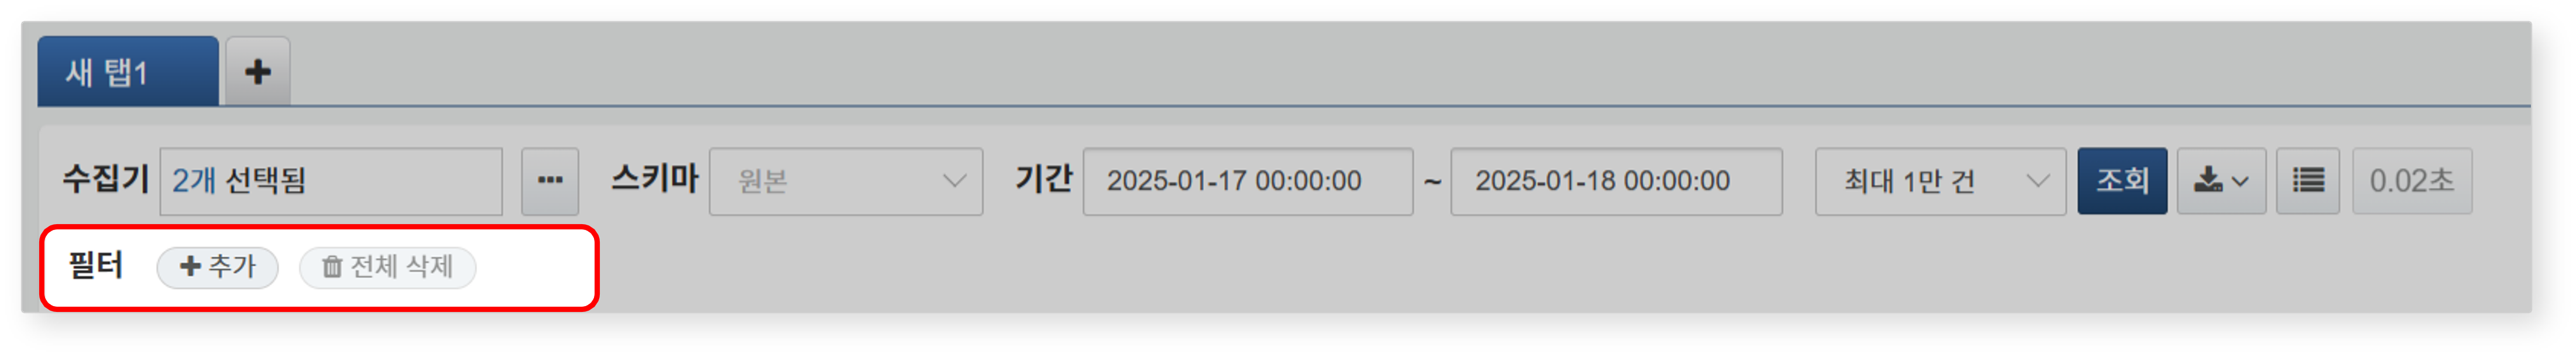 새 탭1
수집기 2개 선택됨 ... 스키마 원본 기간 2025-01-17 00:00:00 ~ 2025-01-18 00:00:00 최대 1만 건 조회 0.02초
필터 + 추가 전체 삭제